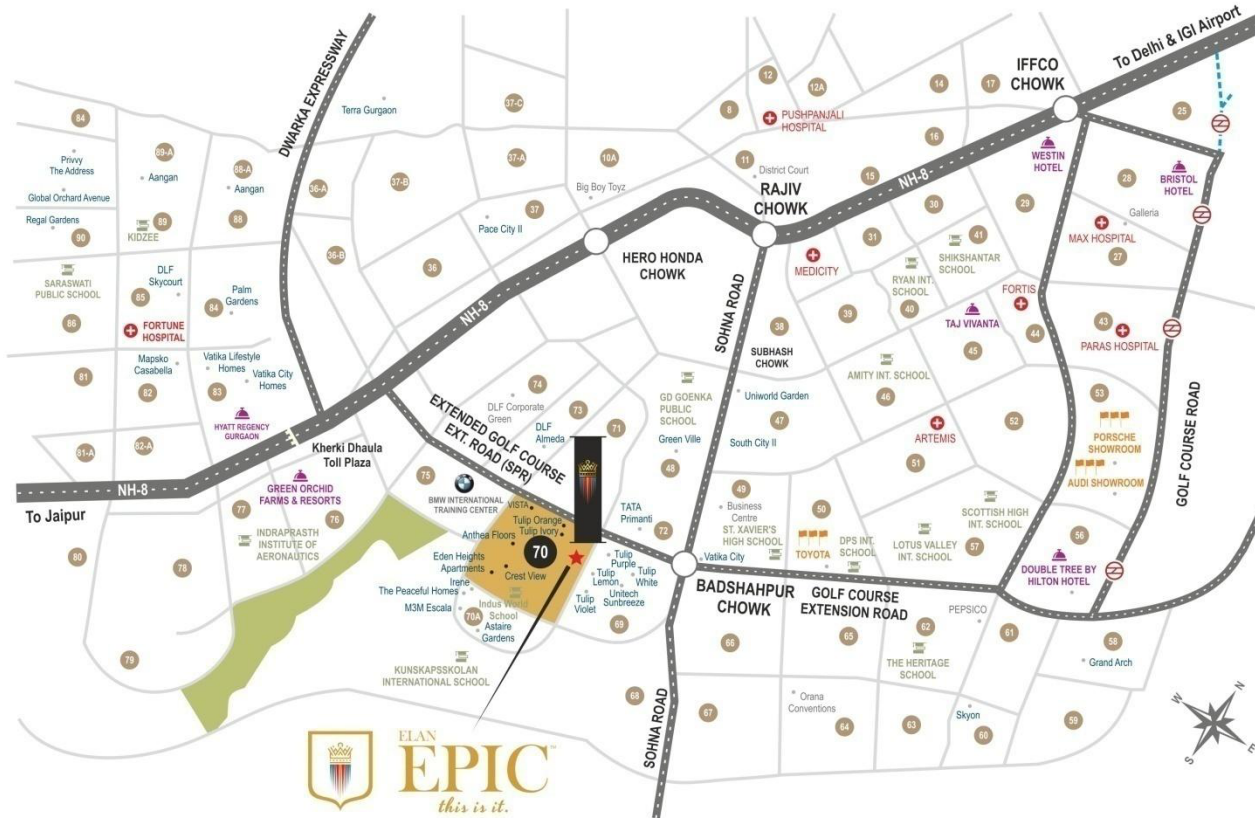 To Delhi & IGI Airport
IFFCO
CHOWK
12
12A
14
17
25
84
DWARKA EXPRESSWAY
Terra Gurgaon
37-C
8
PUSHPANJALI
HOSPITAL
16
WESTIN
HOTEL
Privvy
The Address
89-A
Aangan
88-A
Aangan
Global Orchard Avenue
36-A
37-B
37-A
10A
11
District Court
15
NH-8
28
BRISTOL
HOTEL
Big Boy Toyz
RAJIV
CHOWK
Regal Gardens
90
89
KIDZEE
88
37
Pace City II
30
29
Galleria
MAX HOSPITAL
27
HERO HONDA
CHOWK
31
41
SHIKSHANTAR
SCHOOL
MEDICITY
RYAN INT.
SCHOOL
40
36-B
36
SARASWATI
PUBLIC SCHOOL
DLF
Skycourt
85
84
Palm
Gardens
86
FORTUNE
HOSPITAL
NH-8
SOHNA ROAD
39
38
SUBHASH
CHOWK
FORTIS
44
TAJ VIVANTA
45
43
PARAS HOSPITAL
81
Mapsko
Casabella
82
Vatika Lifestyle
Homes
83
Vatika City
Homes
AMITY INT. SCHOOL
46
GOLF COURSE ROAD
53
74
DLF Corporate
Green
73
71
GD GOENKA
PUBLIC
SCHOOL
Uniworld Garden
47
52
HYATT REGENCY
GURGAON
EXTENDED GOLF COURSE
EXT. ROAD (SPR)
DLF
Almeda
Green Ville
South City II
ARTEMIS
PORSCHE
SHOWROOM
81-A
82-A
Kherki Dhaula
Toll Plaza
48
51
AUDI SHOWROOM
NH-8
To Jaipur
GREEN ORCHID
FARMS & RESORTS
75
BMW INTERNATIONAL
TRAINING CENTER
49
Business
Centre
50
SCOTTISH HIGH
INT. SCHOOL
77
76
INDRAPRASTH
INSTITUTE OF
AERONAUTICS
VISTA
Tulip Orange
Tulip Ivory
Anthea Floors
70
TATA
Primanti
72
ST. XAVIER'S
HIGH SCHOOL
TOYOTA
DPS INT.
SCHOOL
LOTUS VALLEY
INT. SCHOOL
57
56
80
78
Eden Heights
Apartments
Crest View
Irene
The Peaceful Homes
Indus World
School
M3M Escala
70A
Astaire
Gardens
Tulip
Purple
Tulip
Lemon
Tulip
White
Unitech
Sunbreeze
Tulip
Violet
69
Vatika City
BADSHAHPUR
CHOWK
GOLF COURSE
EXTENSION ROAD
DOUBLE TREE BY
HILTON HOTEL
PEPSICO
79
KUNSKAPSSKOLAN
INTERNATIONAL SCHOOL
66
65
62
THE HERITAGE
SCHOOL
61
58
Grand Arch
68
SOHNA ROAD
67
Orana
Conventions
64
63
Skyon
60
59
N
W
E
S
ELAN
EPIC™
this is it.